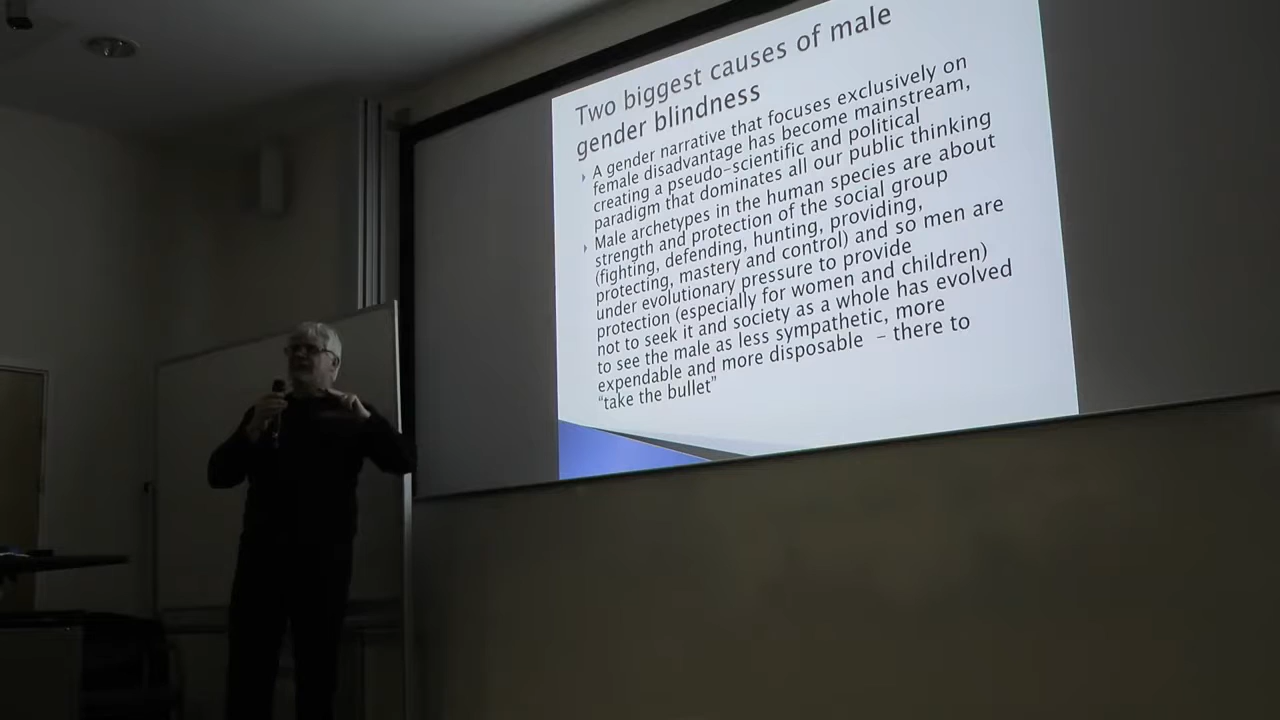 Two biggest causes of male
gender blindness
A gender narrative that focuses exclusively on
female disadvantage has become mainstream,
creating a pseudo-scientific and political
paradigm that dominates all our public thinking
Male archetypes in the human species are about
strength and protection of the social group
(fighting, defending, hunting, providing,
protecting, mastery and control) and so men are
under evolutionary pressure to provide
protection (especially for women and children)
not to seek it and society as a whole has evolved
to see the male as less sympathetic, more
expendable and more disposable – there to
“take the bullet”